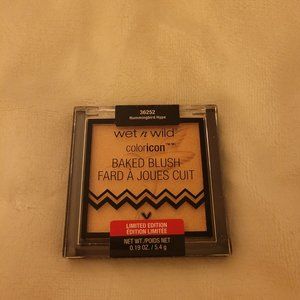 36252
Hummingbird Hype
wet n wild®
coloricon™
BAKED BLUSH
FARD À JOUES CUIT
LIMITED EDITION
ÉDITION LIMITÉE
NET WT./POIDS NET
0.19 OZ. / 5.4 g